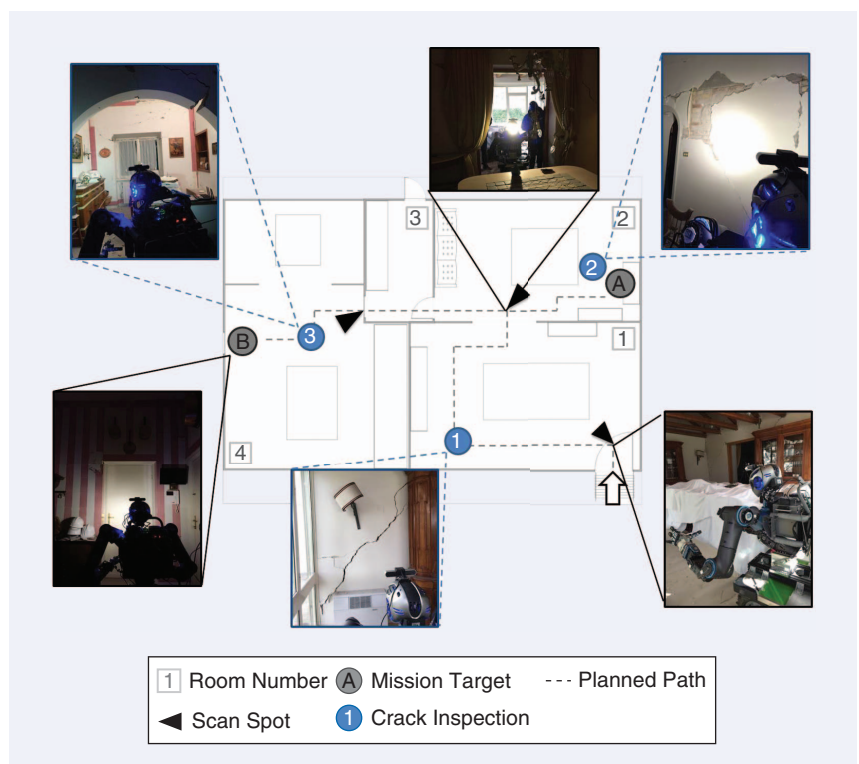 3
2
2
A
1
B
3
4
1
1 Room Number A Mission Target Planned Path
Scan Spot 1 Crack Inspection